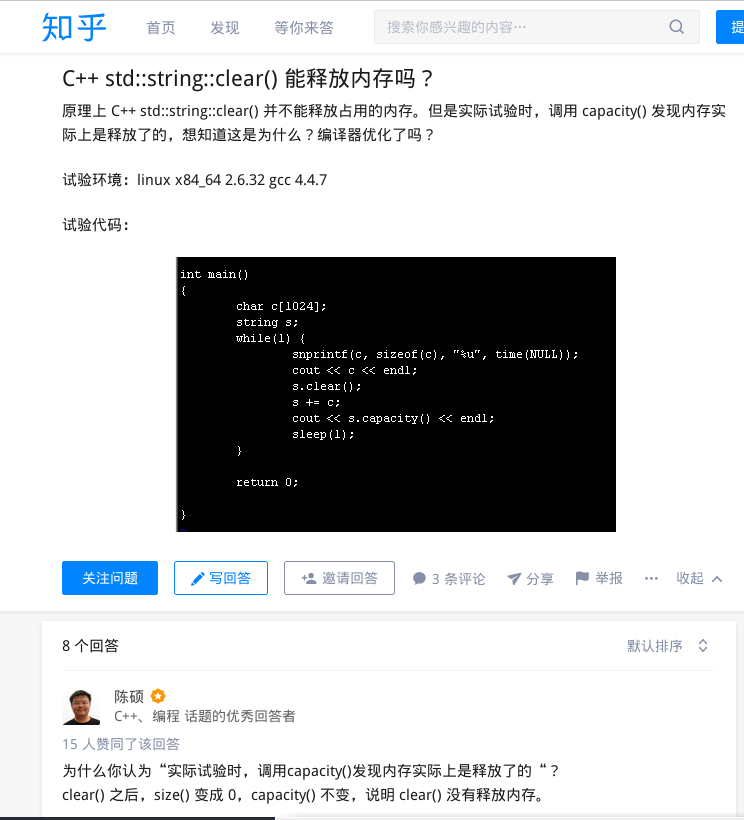 知乎 首页 发现 等你来答 搜索你感兴趣的内容… 提
C++ std::string::clear() 能释放内存吗？
原理上 C++ std::string::clear() 并不能释放占用的内存。但是实际试验时，调用 capacity() 发现内存实
际上是释放了的，想知道这是为什么？编译器优化了吗？
试验环境：linux x84_64 2.6.32 gcc 4.4.7
试验代码：
int main()
{
char c[1024];
string s;
while(1) {
snprintf(c, sizeof(c), "%u", time(NULL));
cout << c << endl;
s.clear();
s += c;
cout << s.capacity() << endl;
sleep(1);
}
return 0;
}
关注问题 写回答 邀请回答 3 条评论 分享 举报 ··· 收起
8 个回答 默认排序
陈硕
C++、编程 话题的优秀回答者
15 人赞同了该回答
为什么你认为“实际试验时，调用capacity()发现内存实际上是释放了的“？
clear() 之后，size() 变成 0，capacity() 不变，说明 clear() 没有释放内存。